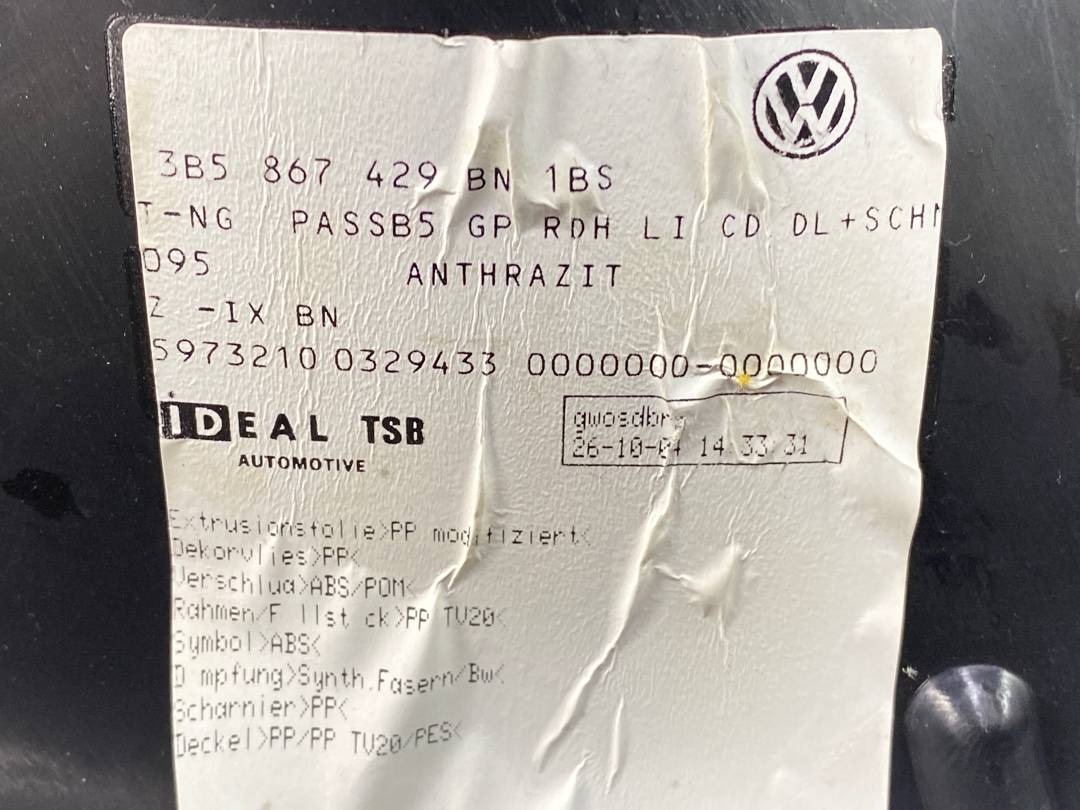 3B5 867 429 BN 1BS
T-NG PASSB5 GP RDH LI CD DL+SCH
095 ANTHRAZIT
Z -IX BN
5973210 0329433 0000000-0000000
IDEAL TSB
AUTOMOTIVE
gwosdbr
26-10-04 14:33:31
Extrusionsfolie>PP modifiziert<
Dekorvlies>PP<
Verschlua>ABS/POM<
Rahmen/F llst ck>PP TV20<
Symbol>ABS<
D mpfung>Synth.Fasern/Bw<
Scharnier>PP<
Deckel>PP/PP TV20/PES<